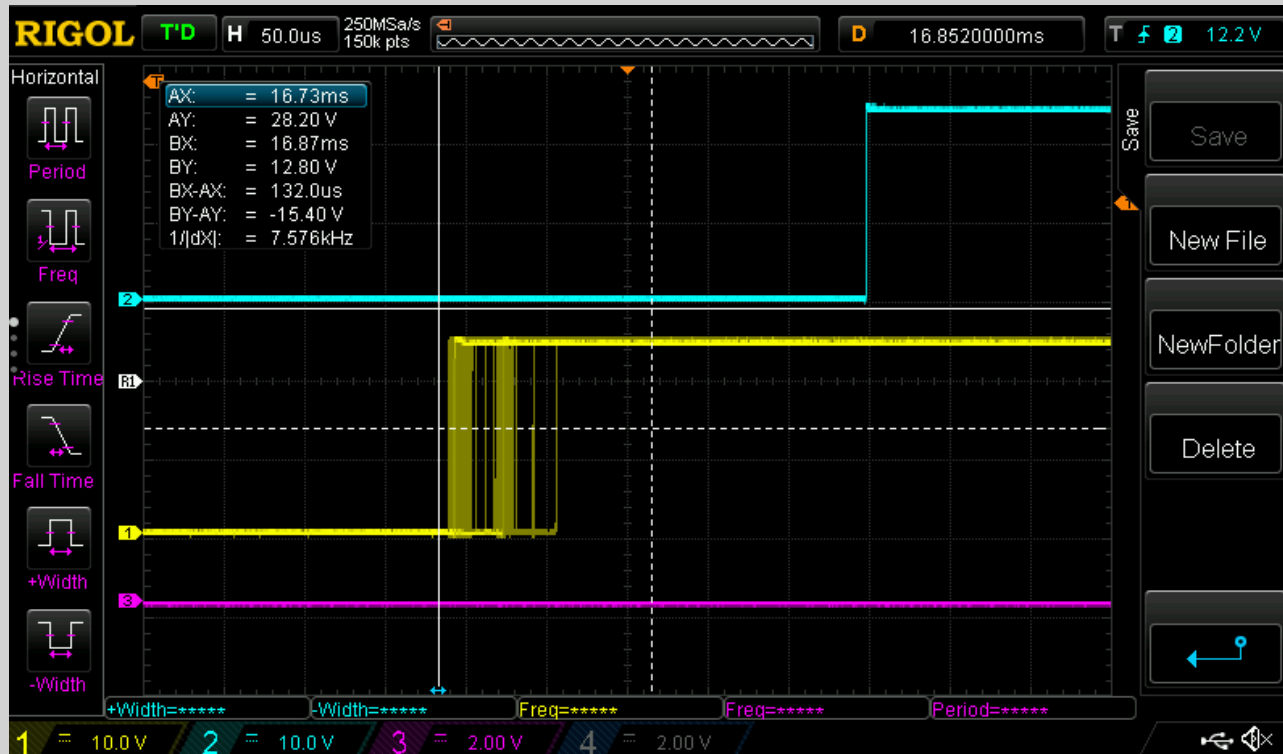 RIGOL T'D H 50.0us 250MSa/s 150k pts D 16.8520000ms T 2 12.2 V
Horizontal
Period
Freq
Rise Time
Fall Time
+Width
-Width
T
AX: = 16.73ms
AY: = 28.20 V
BX: = 16.87ms
BY: = 12.80 V
BX-AX: = 132.0us
BY-AY: = -15.40 V
1/|dX|: = 7.576kHz
2
R1
1
3
T
Save
Save
New File
NewFolder
Delete
+Width=***** -Width=***** Freq=***** Freq=***** Period=*****
1 = 10.0 V 2 = 10.0 V 3 = 2.00 V 4 = 2.00 V